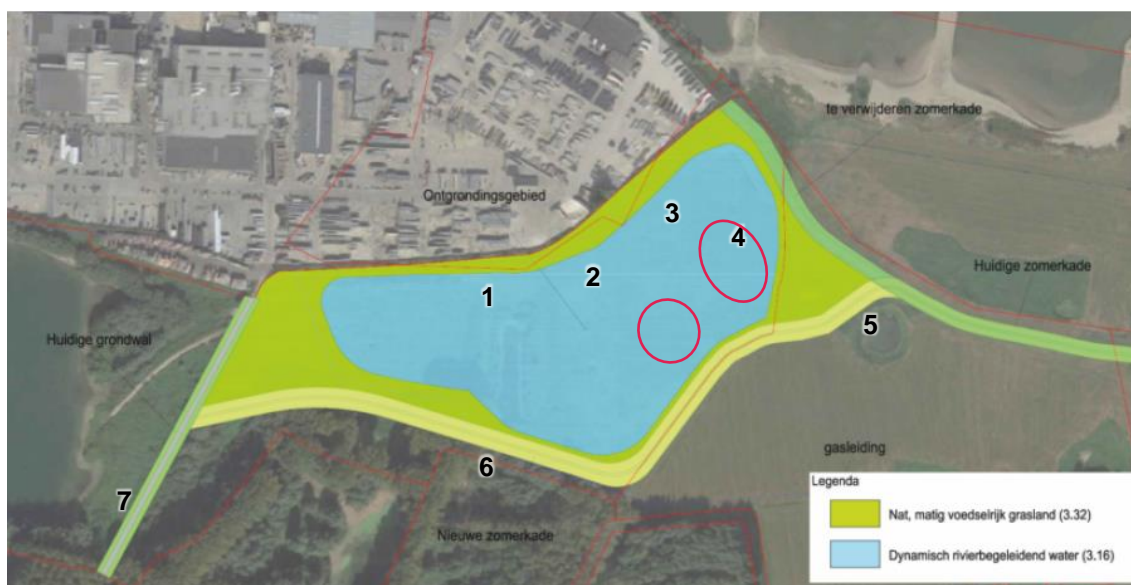 te verwijderen zomerkade
Ontgrondingsgebied
3
4
2
Huidige zomerkade
1
5
Huidige grondwal
gasleiding
6
7
Nieuwe zomerkade
Legenda
Nat, matig voedselrijk grasland (3.32)
Dynamisch rivierbegeleidend water (3.16)